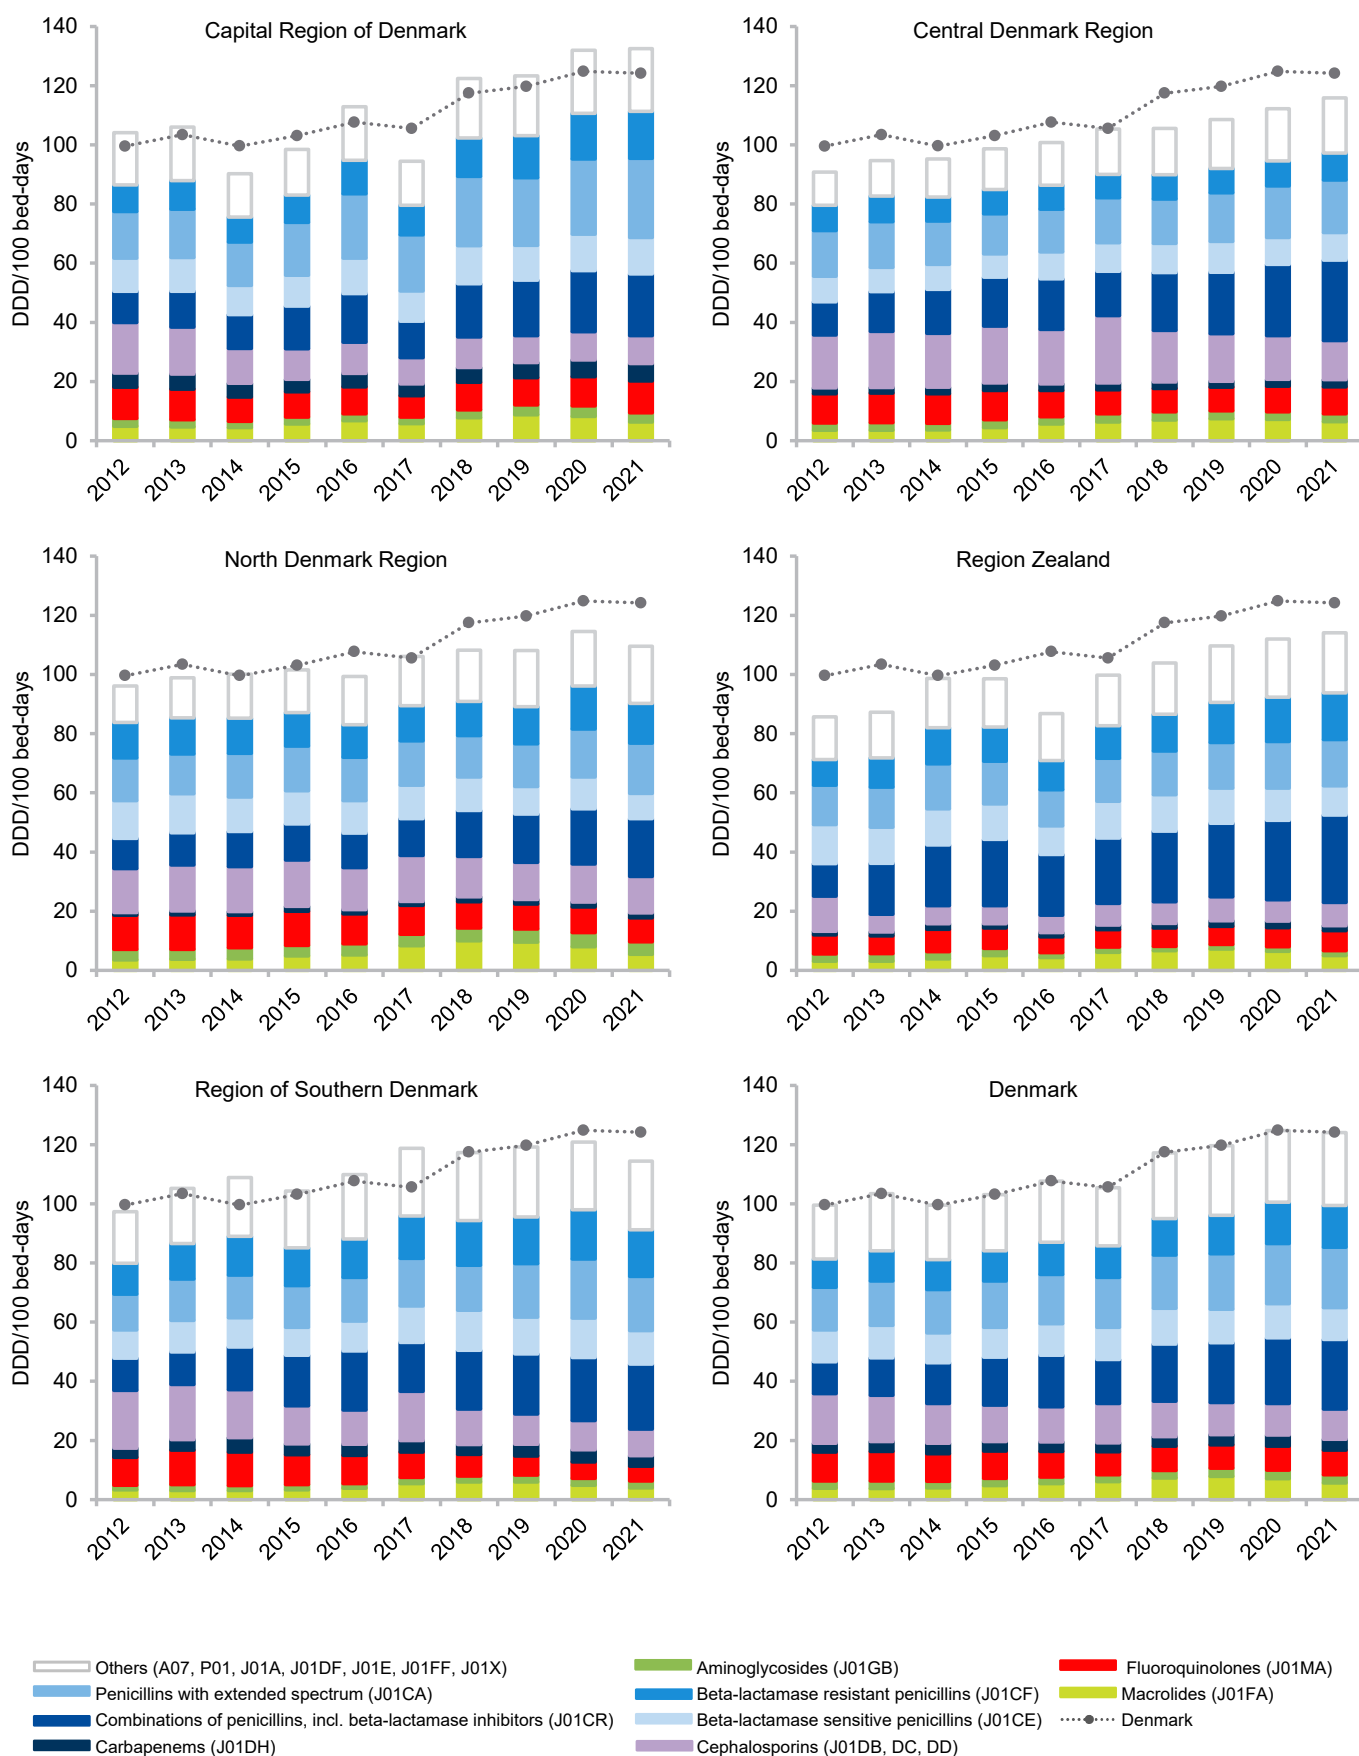 Capital Region of Denmark
DDD/100 bed-days
140
120
100
80
60
40
20
0
2012 2013 2014 2015 2016 2017 2018 2019 2020 2021
Central Denmark Region
DDD/100 bed-days
140
120
100
80
60
40
20
0
2012 2013 2014 2015 2016 2017 2018 2019 2020 2021
North Denmark Region
DDD/100 bed-days
140
120
100
80
60
40
20
0
2012 2013 2014 2015 2016 2017 2018 2019 2020 2021
Region Zealand
DDD/100 bed-days
140
120
100
80
60
40
20
0
2012 2013 2014 2015 2016 2017 2018 2019 2020 2021
Region of Southern Denmark
DDD/100 bed-days
140
120
100
80
60
40
20
0
2012 2013 2014 2015 2016 2017 2018 2019 2020 2021
Denmark
DDD/100 bed-days
140
120
100
80
60
40
20
0
2012 2013 2014 2015 2016 2017 2018 2019 2020 2021
Others (A07, P01, J01A, J01DF, J01E, J01FF, J01X)
Aminoglycosides (J01GB)
Fluoroquinolones (J01MA)
Penicillins with extended spectrum (J01CA)
Beta-lactamase resistant penicillins (J01CF)
Macrolides (J01FA)
Combinations of penicillins, incl. beta-lactamase inhibitors (J01CR)
Beta-lactamase sensitive penicillins (J01CE)
Denmark
Carbapenems (J01DH)
Cephalosporins (J01DB, DC, DD)